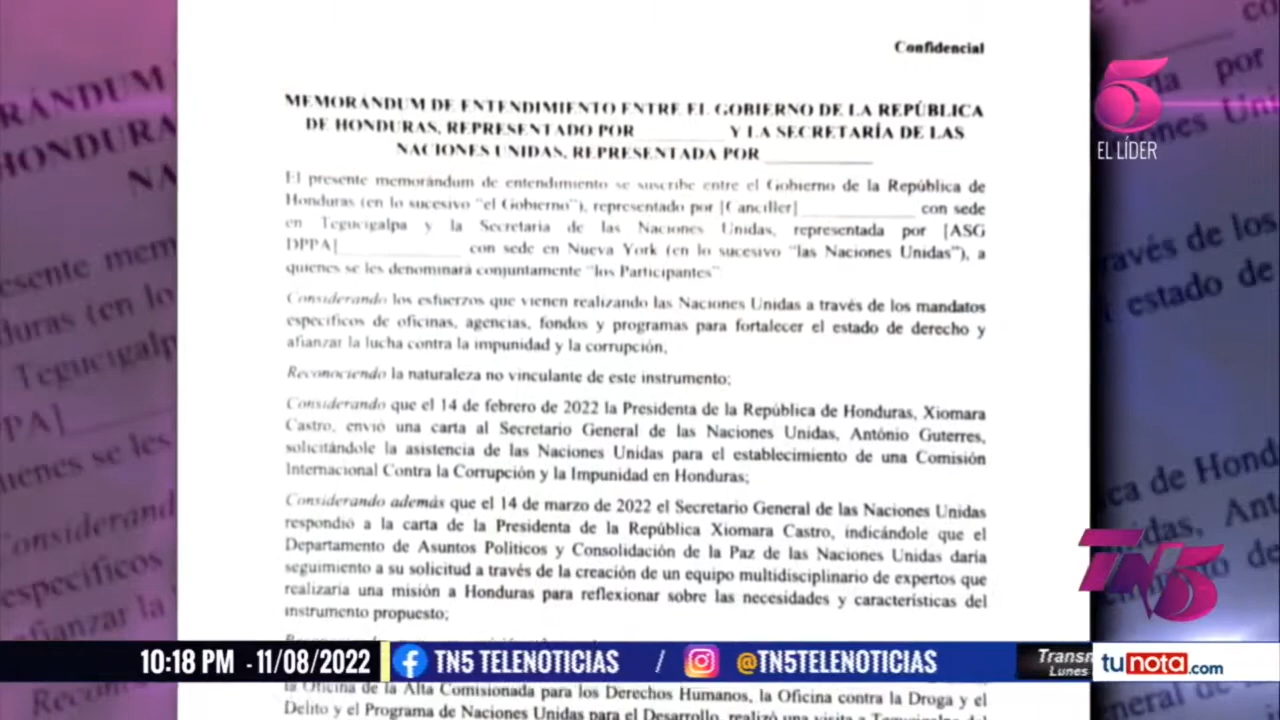 Confidencial
MEMORÁNDUM DE ENTENDIMIENTO ENTRE EL GOBIERNO DE LA REPÚBLICA
DE HONDURAS, REPRESENTADO POR ________ Y LA SECRETARÍA DE LAS
NACIONES UNIDAS, REPRESENTADA POR __________
El presente memorándum de entendimiento se suscribe entre el Gobierno de la República de
Honduras (en lo sucesivo "el Gobierno"), representado por [Canciller]____________ con sede
en Tegucigalpa y la Secretaria de las Naciones Unidas, representada por [ASG
DPPA]____________ con sede en Nueva York (en lo sucesivo "las Naciones Unidas"), a
quienes se les denominará conjuntamente "los Participantes"
Considerando los esfuerzos que vienen realizando las Naciones Unidas a través de los mandatos
específicos de oficinas, agencias, fondos y programas para fortalecer el estado de derecho y
afianzar la lucha contra la impunidad y la corrupción,
Reconociendo la naturaleza no vinculante de este instrumento;
Considerando que el 14 de febrero de 2022 la Presidenta de la República de Honduras, Xiomara
Castro, envió una carta al Secretario General de las Naciones Unidas, António Guterres,
solicitándole la asistencia de las Naciones Unidas para el establecimiento de una Comisión
Internacional Contra la Corrupción y la Impunidad en Honduras;
Considerando además que el 14 de marzo de 2022 el Secretario General de las Naciones Unidas
respondió a la carta de la Presidenta de la República Xiomara Castro, indicándole que el
Departamento de Asuntos Políticos y Consolidación de la Paz de las Naciones Unidas daría
seguimiento a su solicitud a través de la creación de un equipo multidisciplinario de expertos que
realizaría una misión a Honduras para reflexionar sobre las necesidades y características del
instrumento propuesto;
la Oficina de la Alta Comisionada para los Derechos Humanos, la Oficina contra la Droga y el
Delito y el Programa de Naciones Unidas para el Desarrollo, realizó una visita a
5
EL LÍDER
TN5
10:18 PM - 11/08/2022
TN5 TELENOTICIAS / @TN5TELENOTICIAS
Lunes
tunota.com